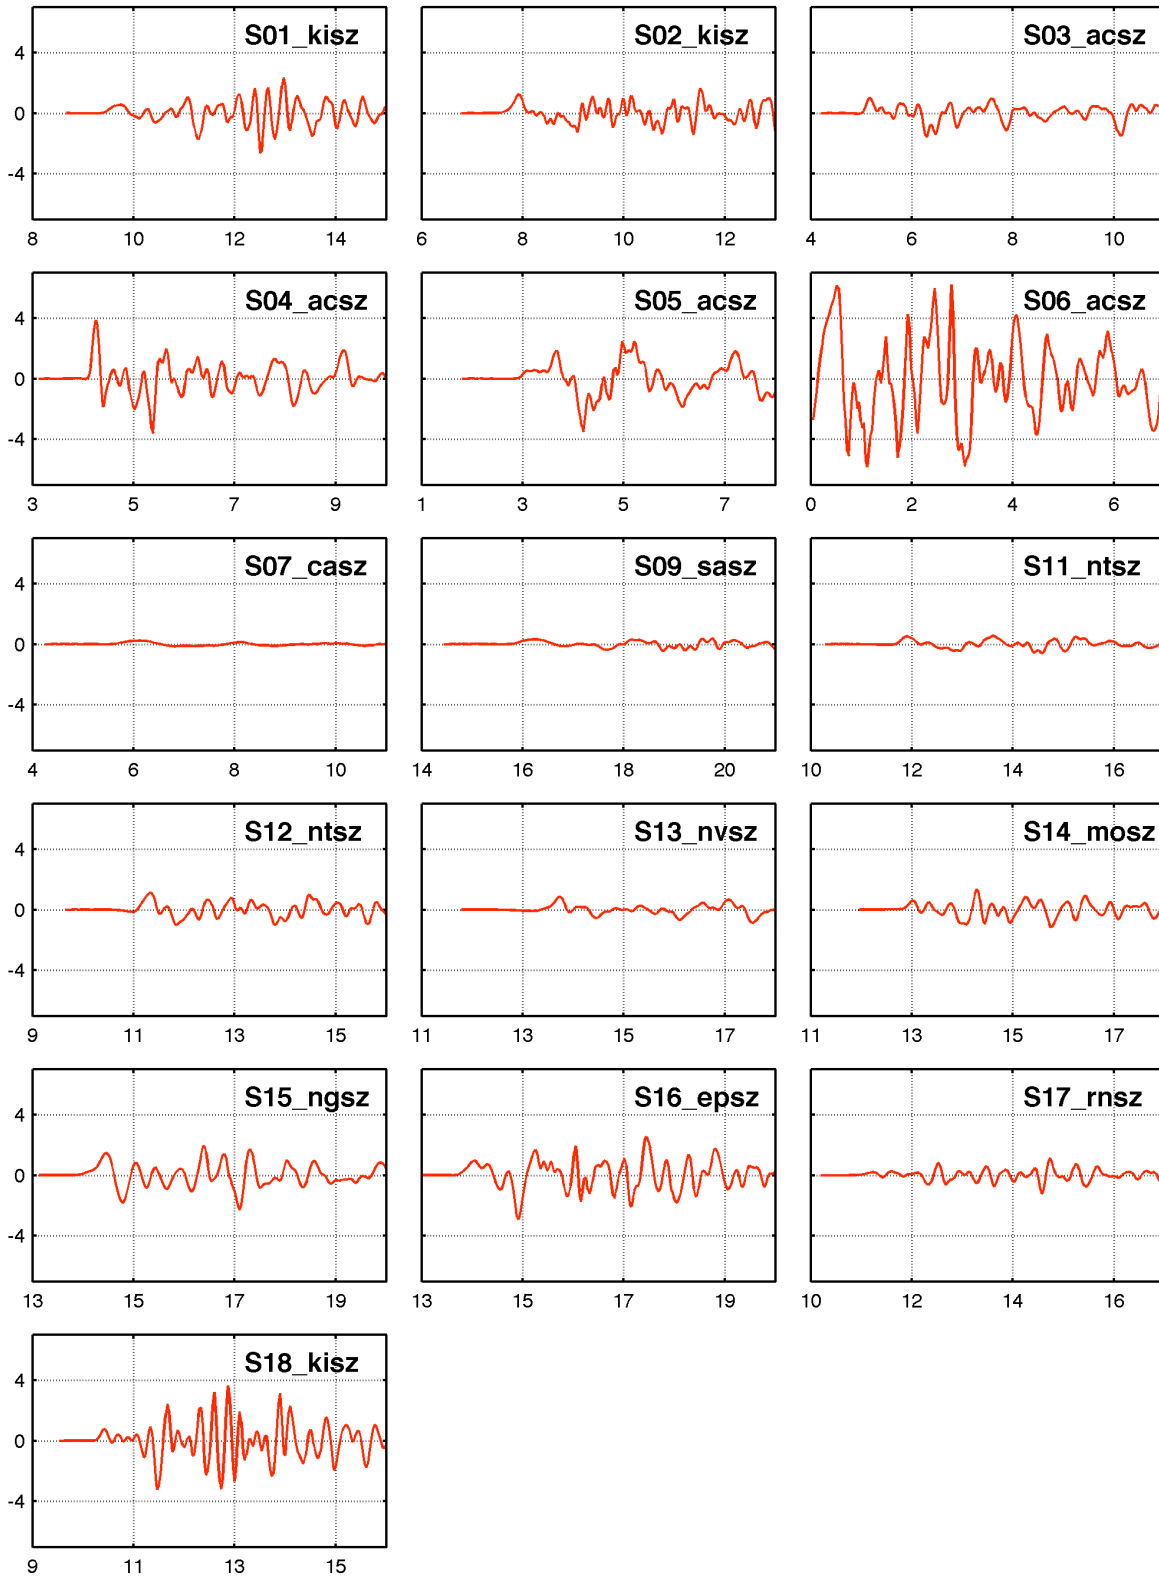 S01_kisz S02_kisz S03_acsz
4
0
-4
8 10 12 14 6 8 10 12 4 6 8 10
S04_acsz S05_acsz S06_acsz
4
0
-4
3 5 7 9 1 3 5 7 0 2 4 6
S07_casz S09_sasz S11_ntsz
4
0
-4
4 6 8 10 14 16 18 20 10 12 14 16
S12_ntsz S13_nvsz S14_mosz
4
0
-4
9 11 13 15 11 13 15 17 11 13 15 17
S15_ngsz S16_epsz S17_rnsz
4
0
-4
13 15 17 19 13 15 17 19 10 12 14 16
S18_kisz
4
0
-4
9 11 13 15